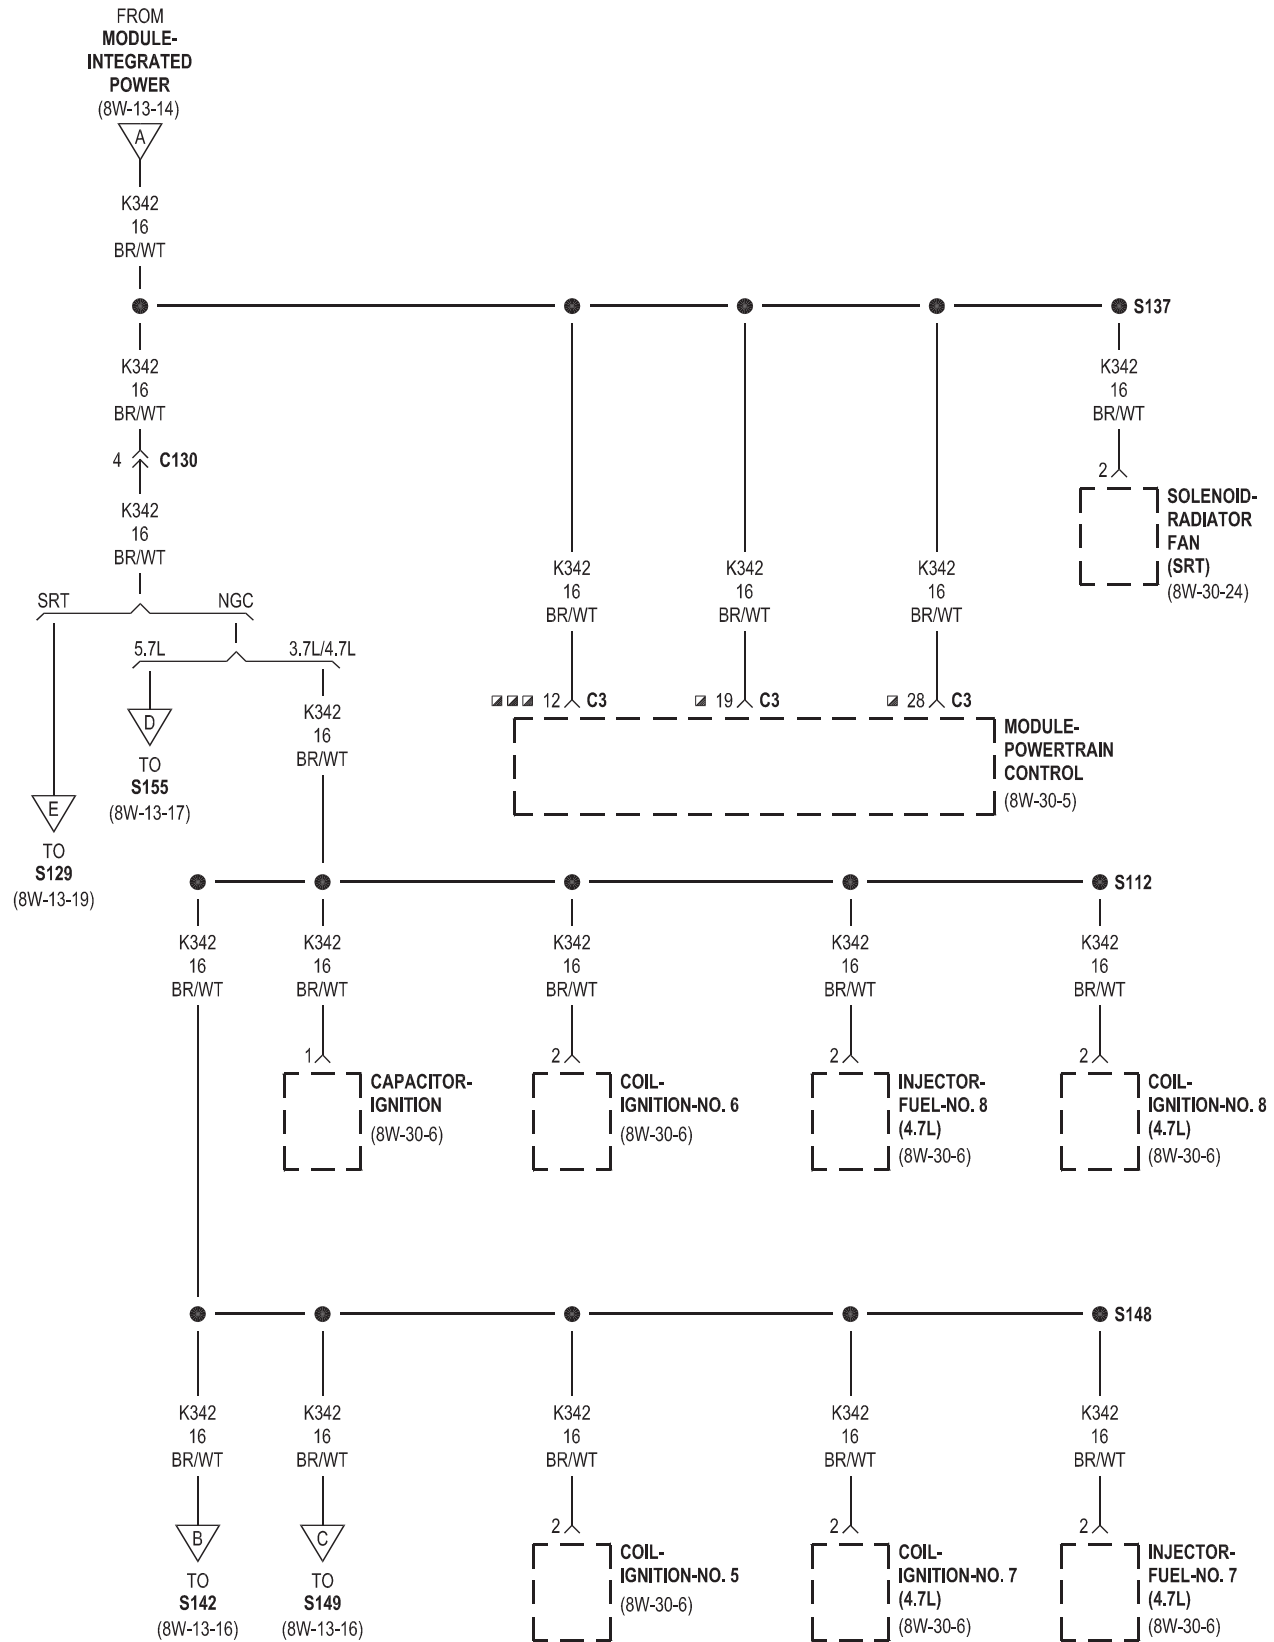 FROM
MODULE-
INTEGRATED
POWER
(8W-13-14)
A
K342
16
BR/WT
S137
K342
16
BR/WT
4
C130
K342
16
BR/WT
K342
16
BR/WT
2
SOLENOID-
RADIATOR
FAN
(SRT)
(8W-30-24)
SRT
NGC
5.7L
3.7L/4.7L
K342
16
BR/WT
K342
16
BR/WT
K342
16
BR/WT
12
C3
19
C3
28
C3
MODULE-
POWERTRAIN
CONTROL
(8W-30-5)
K342
16
BR/WT
D
TO
S155
(8W-13-17)
E
TO
S129
(8W-13-19)
S112
K342
16
BR/WT
K342
16
BR/WT
K342
16
BR/WT
K342
16
BR/WT
K342
16
BR/WT
1
CAPACITOR-
IGNITION
(8W-30-6)
2
COIL-
IGNITION-NO. 6
(8W-30-6)
2
INJECTOR-
FUEL-NO. 8
(4.7L)
(8W-30-6)
2
COIL-
IGNITION-NO. 8
(4.7L)
(8W-30-6)
S148
K342
16
BR/WT
K342
16
BR/WT
K342
16
BR/WT
K342
16
BR/WT
K342
16
BR/WT
B
TO
S142
(8W-13-16)
C
TO
S149
(8W-13-16)
2
COIL-
IGNITION-NO. 5
(8W-30-6)
2
COIL-
IGNITION-NO. 7
(4.7L)
(8W-30-6)
2
INJECTOR-
FUEL-NO. 7
(4.7L)
(8W-30-6)